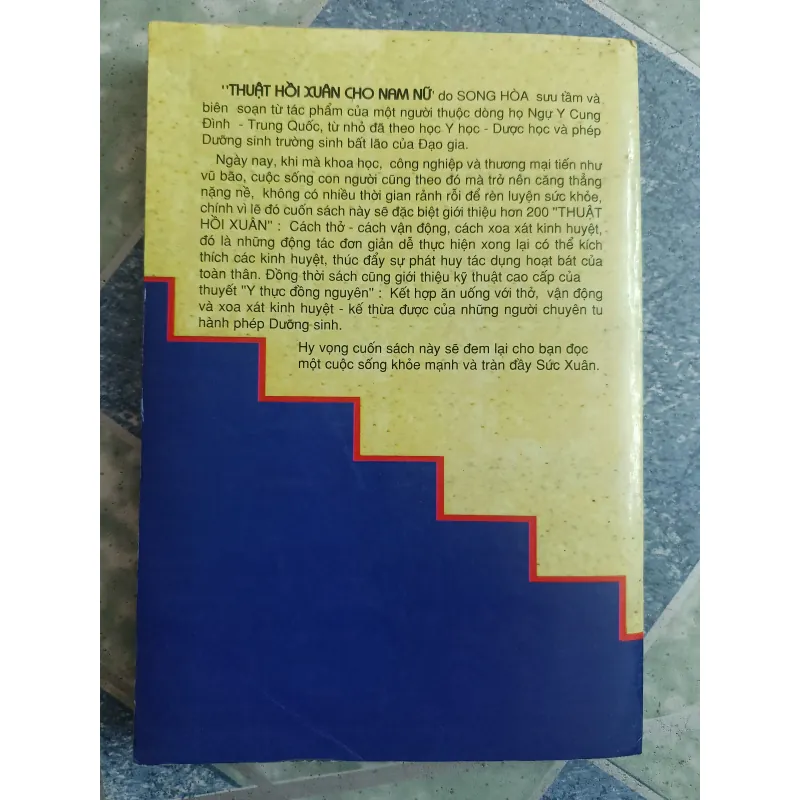 "THUẬT HỒI XUÂN CHO NAM NỮ" do SONG HÒA sưu tầm và
biên soạn từ tác phẩm của một người thuộc dòng họ Ngự Y Cung
Đình - Trung Quốc, từ nhỏ đã theo học Y học - Dược học và phép
Dưỡng sinh trường sinh bất lão của Đạo gia.
Ngày nay, khi mà khoa học, công nghiệp và thương mại tiến như
vũ bão, cuộc sống con người cũng theo đó mà trở nên căng thẳng
nặng nề, không có nhiều thời gian rảnh rỗi để rèn luyện sức khỏe,
chính vì lẽ đó cuốn sách này sẽ đặc biệt giới thiệu hơn 200 "THUẬT
HỒI XUÂN" : Cách thở - cách vận động, cách xoa xát kinh huyệt,
đó là những động tác đơn giản dễ thực hiện xong lại có thể kích
thích các kinh huyệt, thúc đẩy sự phát huy tác dụng hoạt bát của
toàn thân. Đồng thời sách cũng giới thiệu kỹ thuật cao cấp của
thuyết "Y thực đồng nguyên" : Kết hợp ăn uống với thở, vận động
và xoa xát kinh huyệt - kế thừa được của những người chuyên tu
hành phép Dưỡng sinh.
Hy vọng cuốn sách này sẽ đem lại cho bạn đọc
một cuộc sống khỏe mạnh và tràn đầy Sức Xuân.